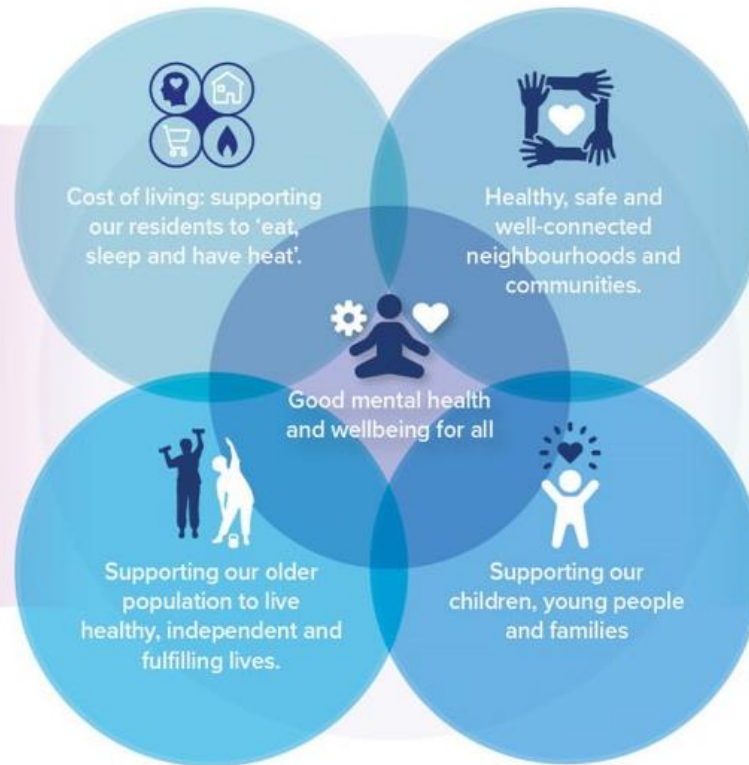 Cost of living: supporting
our residents to ‘eat,
sleep and have heat’.
Healthy, safe and
well-connected
neighbourhoods and
communities.
Good mental health
and wellbeing for all
Supporting our older
population to live
healthy, independent and
fulfilling lives.
Supporting our
children, young people
and families